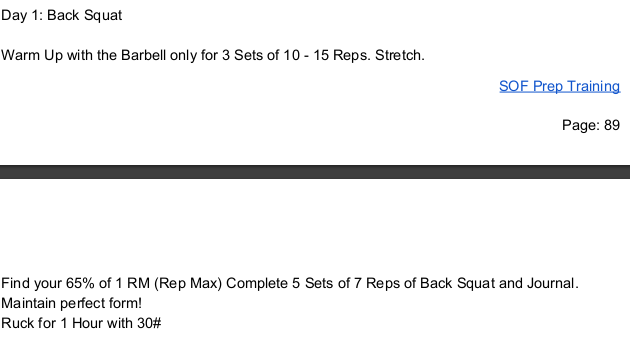 Day 1: Back Squat
Warm Up with the Barbell only for 3 Sets of 10 - 15 Reps. Stretch.
SOF Prep Training
Page: 89
Find your 65% of 1 RM (Rep Max) Complete 5 Sets of 7 Reps of Back Squat and Journal.
Maintain perfect form!
Ruck for 1 Hour with 30#